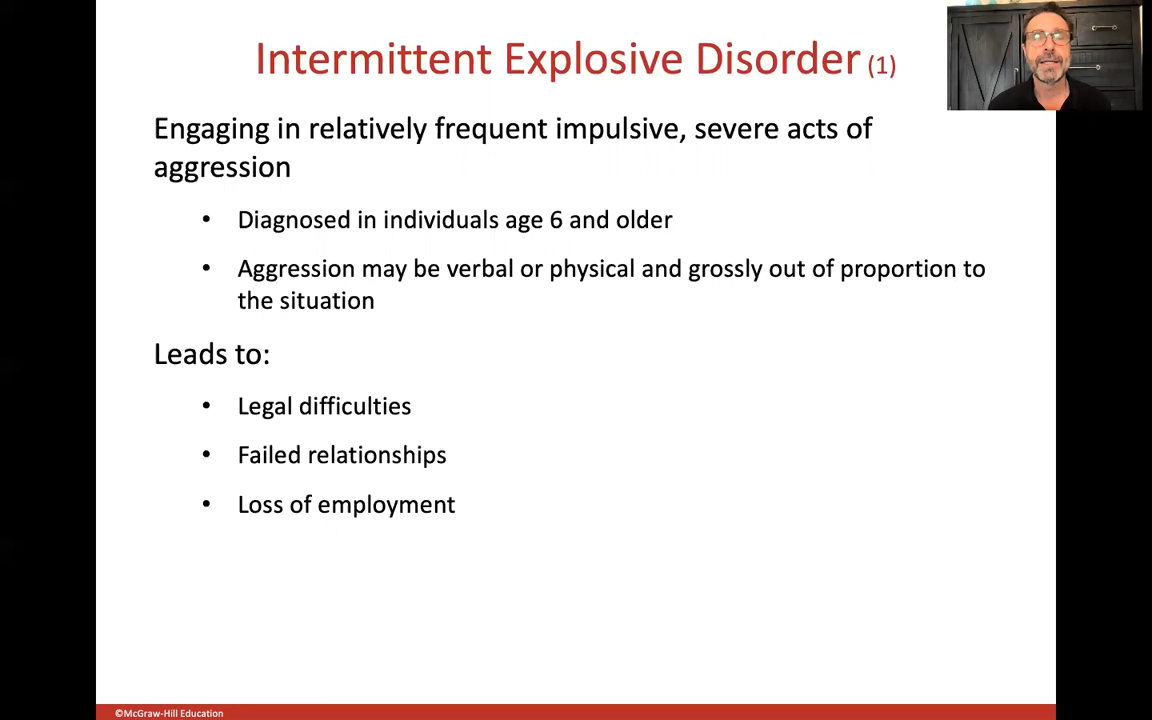 Intermittent Explosive Disorder (1)
Engaging in relatively frequent impulsive, severe acts of
aggression
• Diagnosed in individuals age 6 and older
• Aggression may be verbal or physical and grossly out of proportion to
the situation
Leads to:
• Legal difficulties
• Failed relationships
• Loss of employment
©McGraw-Hill Education